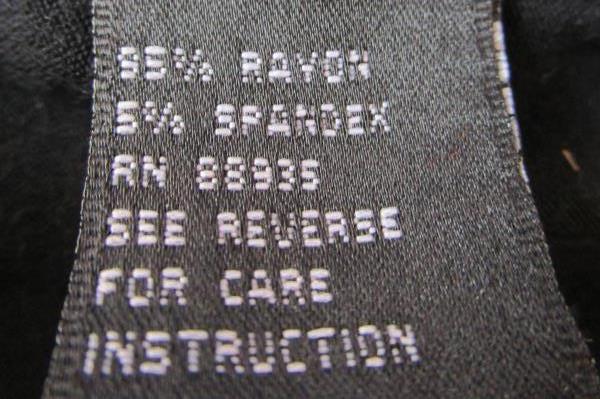 95% RAYON
5% SPANDEX
RN 88935
SEE REVERSE
FOR CARE
INSTRUCTION